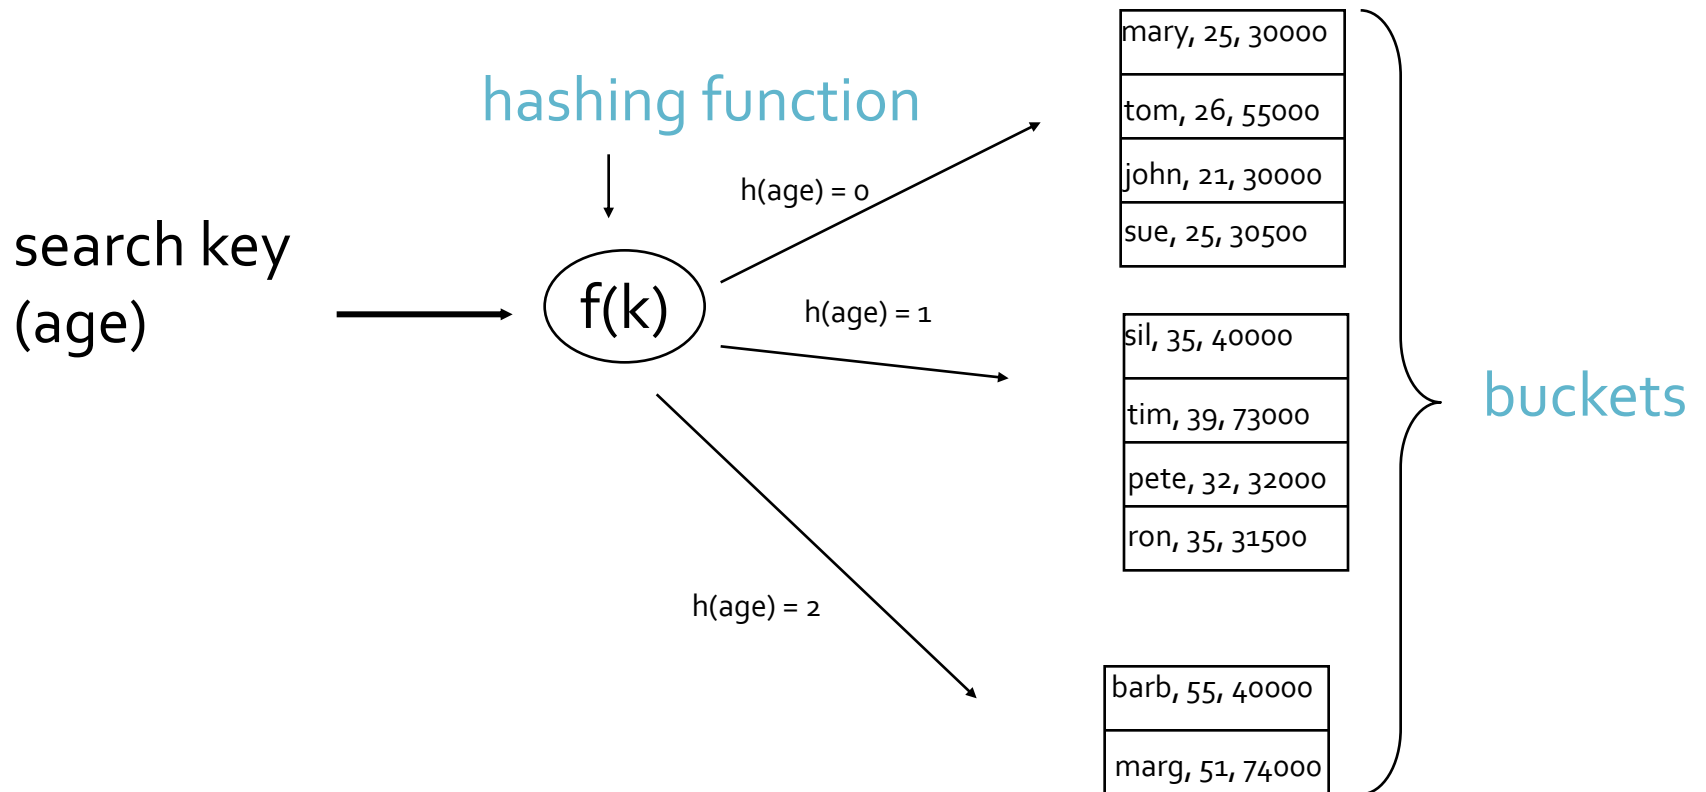 hashing function
search key
(age)
f(k)
h(age) = 0
h(age) = 1
h(age) = 2
mary, 25, 30000
tom, 26, 55000
john, 21, 30000
sue, 25, 30500
sil, 35, 40000
tim, 39, 73000
pete, 32, 32000
ron, 35, 31500
barb, 55, 40000
marg, 51, 74000
buckets